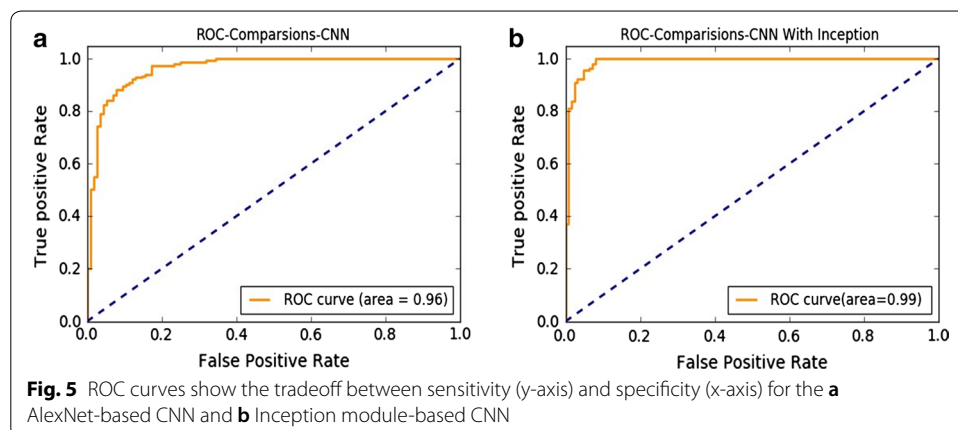 a
ROC-Comparsions-CNN
1.0
0.8
0.6
0.4
0.2
0.0
True positive Rate
0.0 0.2 0.4 0.6 0.8 1.0
False Positive Rate
ROC curve (area = 0.96)
b
ROC-Comparisions-CNN With Inception
1.0
0.8
0.6
0.4
0.2
0.0
True positive Rate
0.0 0.2 0.4 0.6 0.8 1.0
False Positive Rate
ROC curve(area=0.99)
Fig. 5 ROC curves show the tradeoff between sensitivity (y-axis) and specificity (x-axis) for the a
AlexNet-based CNN and b Inception module-based CNN